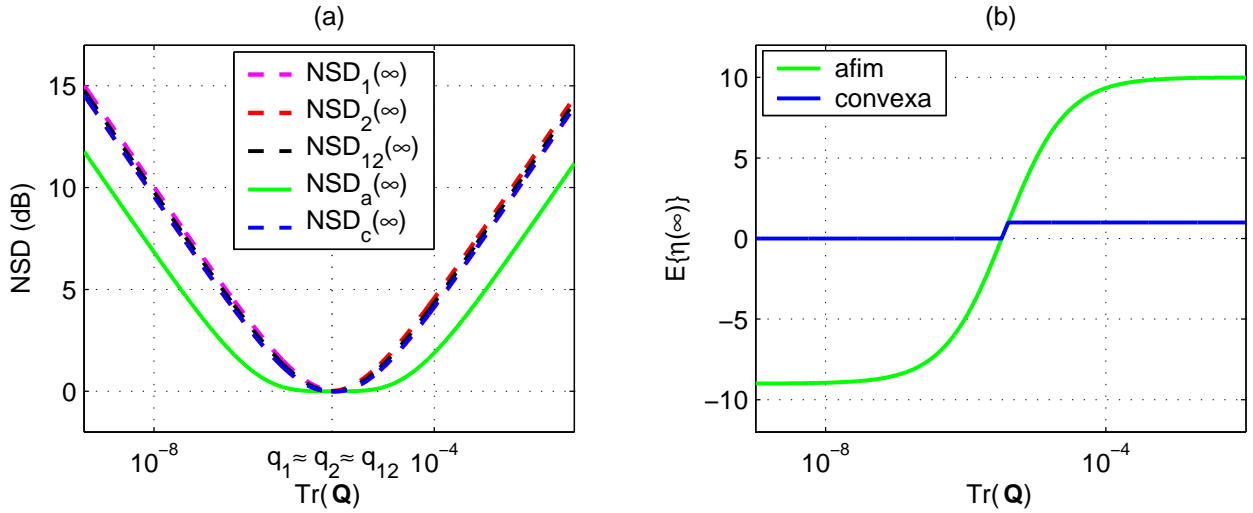 (a)
NSD (dB)
15
10
5
0
NSD₁(∞)
NSD₂(∞)
NSD₁₂(∞)
NSDₐ(∞)
NSD_c(∞)
10⁻⁸
q₁ ≈ q₂ ≈ q₁₂
10⁻⁴
Tr(Q)
(b)
E{η(∞)}
10
5
0
−5
−10
afim
convexa
10⁻⁸
10⁻⁴
Tr(Q)